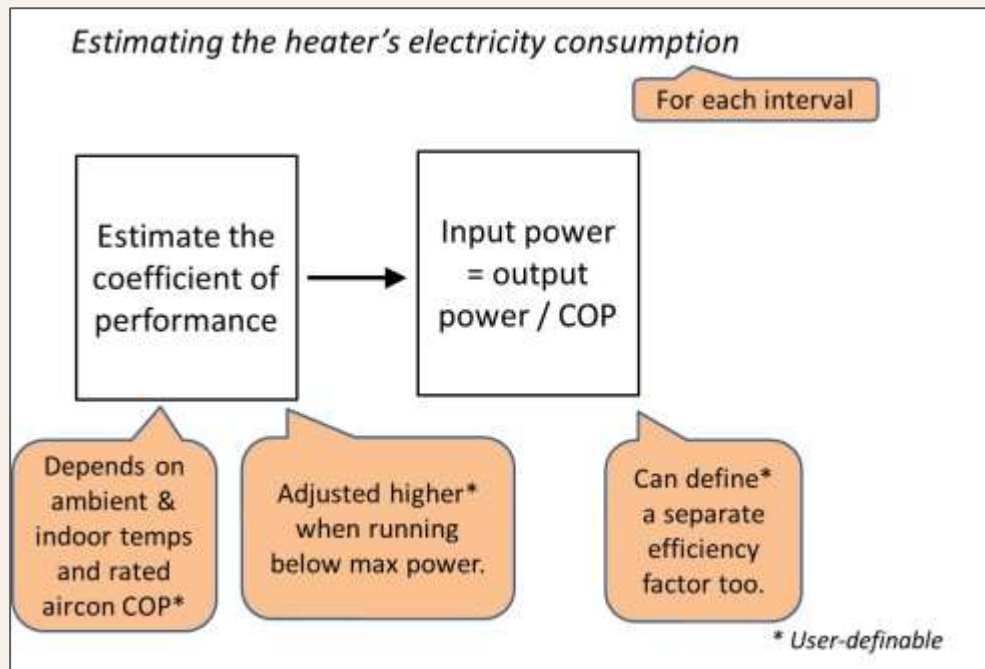 Estimating the heater's electricity consumption
For each interval
Estimate the
coefficient of
performance
Input power
= output
power / COP
Depends on
ambient &
indoor temps
and rated
aircon COP*
Adjusted higher*
when running
below max power.
Can define*
a separate
efficiency
factor too.
* User-definable